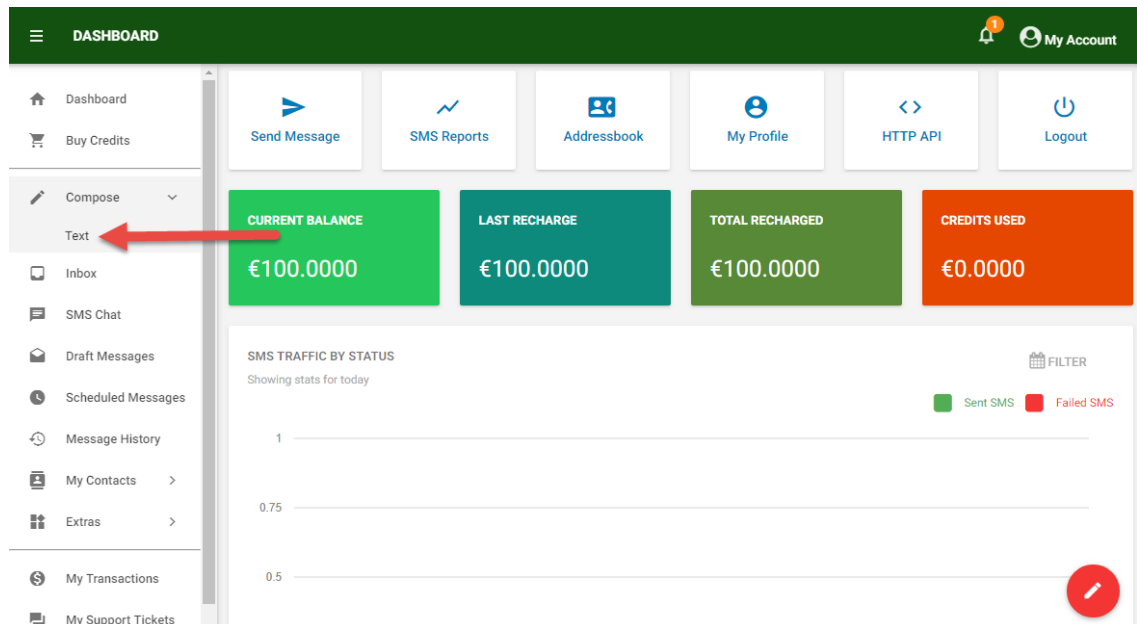 DASHBOARD
1
My Account
Dashboard
Buy Credits
Compose
Text
Inbox
SMS Chat
Draft Messages
Scheduled Messages
Message History
My Contacts
Extras
My Transactions
My Support Tickets
Send Message
SMS Reports
Addressbook
My Profile
HTTP API
Logout
CURRENT BALANCE
€100.0000
LAST RECHARGE
€100.0000
TOTAL RECHARGED
€100.0000
CREDITS USED
€0.0000
SMS TRAFFIC BY STATUS
Showing stats for today
FILTER
Sent SMS
Failed SMS
1
0.75
0.5